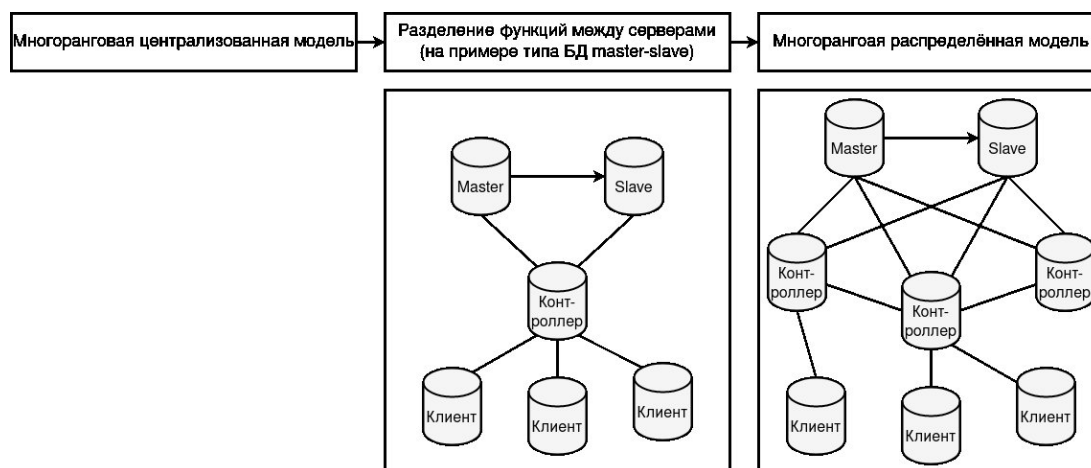 Многоранговая централизованная модель
Разделение функций между серверами
(на примере типа БД master-slave)
Многорангоая распределённая модель
Master
Slave
Конт-
роллер
Клиент
Клиент
Клиент
Master
Slave
Конт-
роллер
Конт-
роллер
Конт-
роллер
Клиент
Клиент
Клиент